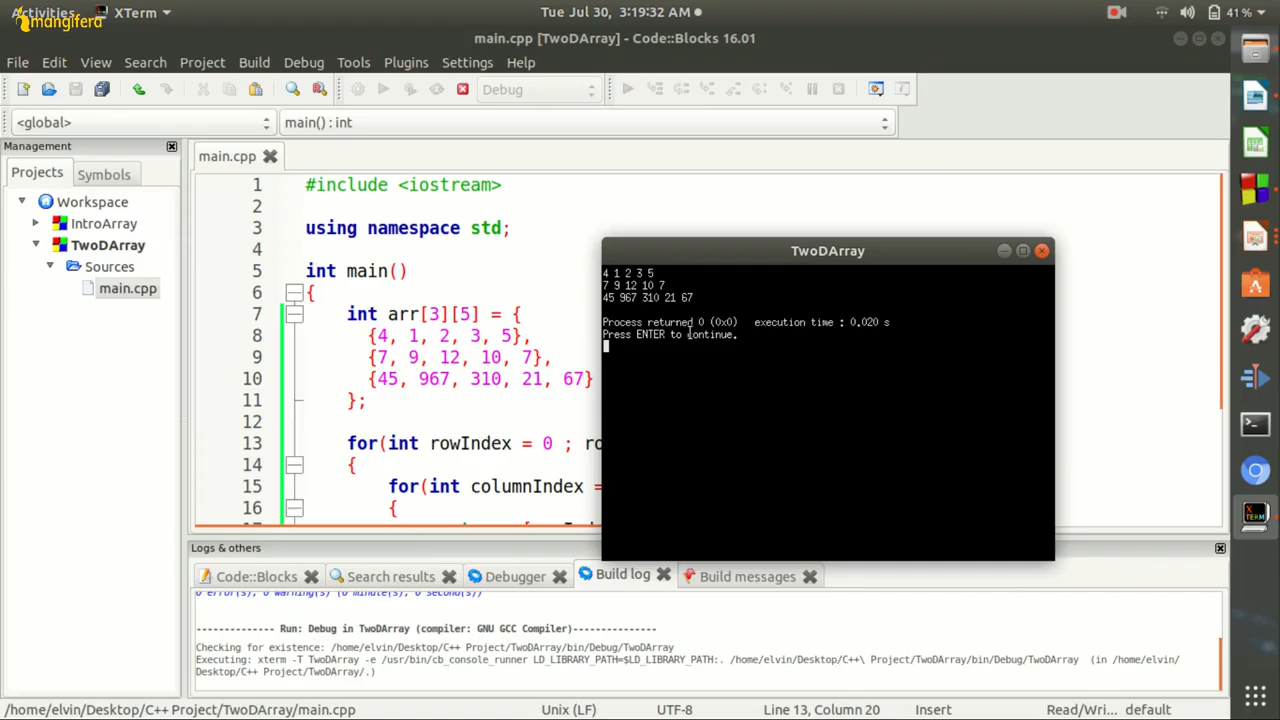 Activities XTerm Tue Jul 30, 3:19:32 AM 41%
mangifera
main.cpp [TwoDArray] - Code::Blocks 16.01
File Edit View Search Project Build Debug Tools Plugins Settings Help
Debug
<global> main() : int
Management
Projects Symbols
Workspace
IntroArray
TwoDArray
Sources
main.cpp
main.cpp
1 #include <iostream>
2
3 using namespace std;
4
5 int main()
6 {
7 int arr[3][5] = {
8 {4, 1, 2, 3, 5},
9 {7, 9, 12, 10, 7},
10 {45, 967, 310, 21, 67}
11 };
12
13 for(int rowIndex = 0 ; ro
14 {
15 for(int columnIndex =
16 {
TwoDArray
4 1 2 3 5
7 9 12 10 7
45 967 310 21 67
Process returned 0 (0x0) execution time : 0.020 s
Press ENTER to continue.
Logs & others
Code::Blocks Search results Debugger Build log Build messages
0 error(s), 0 warning(s) (0 minute(s), 0 second(s))
------------- Run: Debug in TwoDArray (compiler: GNU GCC Compiler)---------------
Checking for existence: /home/elvin/Desktop/C++ Project/TwoDArray/bin/Debug/TwoDArray
Executing: xterm -T TwoDArray -e /usr/bin/cb_console_runner LD_LIBRARY_PATH=$LD_LIBRARY_PATH:. /home/elvin/Desktop/C++\ Project/TwoDArray/bin/Debug/TwoDArray (in /home/elvin/
Desktop/C++ Project/TwoDArray/.)
/home/elvin/Desktop/C++ Project/TwoDArray/main.cpp Unix (LF) UTF-8 Line 13, Column 20 Insert Read/Wri... default